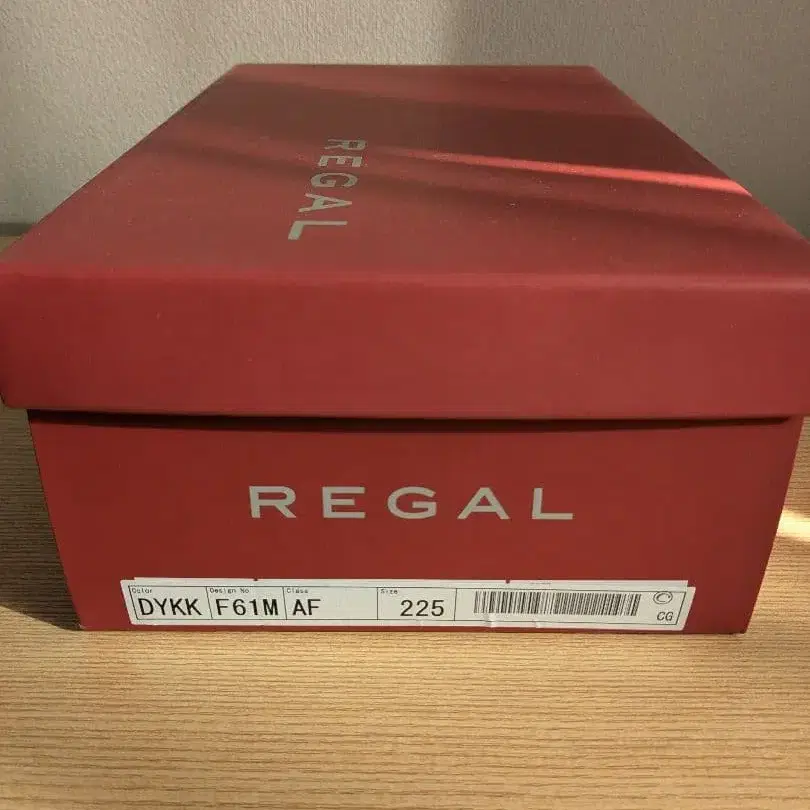 REGAL
REGAL
Color Design No Class Size
DYKK F61M AF 225 CG